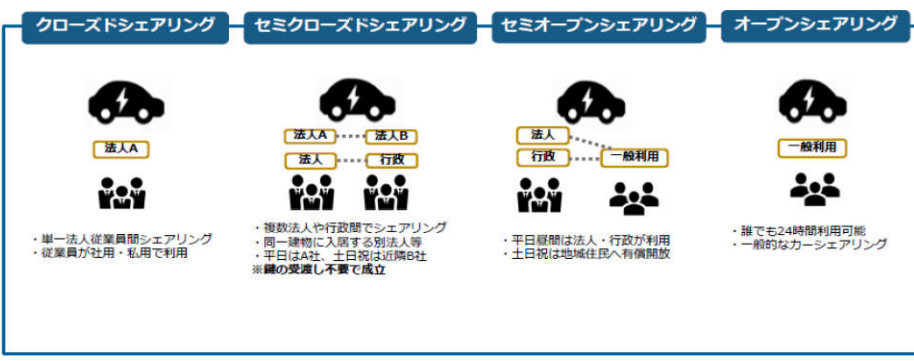 クローズドシェアリング
セミクローズドシェアリング
セミオープンシェアリング
オープンシェアリング
法人A
・単一法人従業員間シェアリング
・従業員が社用・私用で利用
法人A
法人B
法人
行政
・複数法人や行政間でシェアリング
・同一建物に入居する別法人等
・平日はA社、土日祝は近隣B社
※鍵の受渡し不要で成立
法人
行政
一般利用
・平日昼間は法人・行政が利用
・土日祝は地域住民へ有償開放
一般利用
・誰でも24時間利用可能
・一般的なカーシェアリング